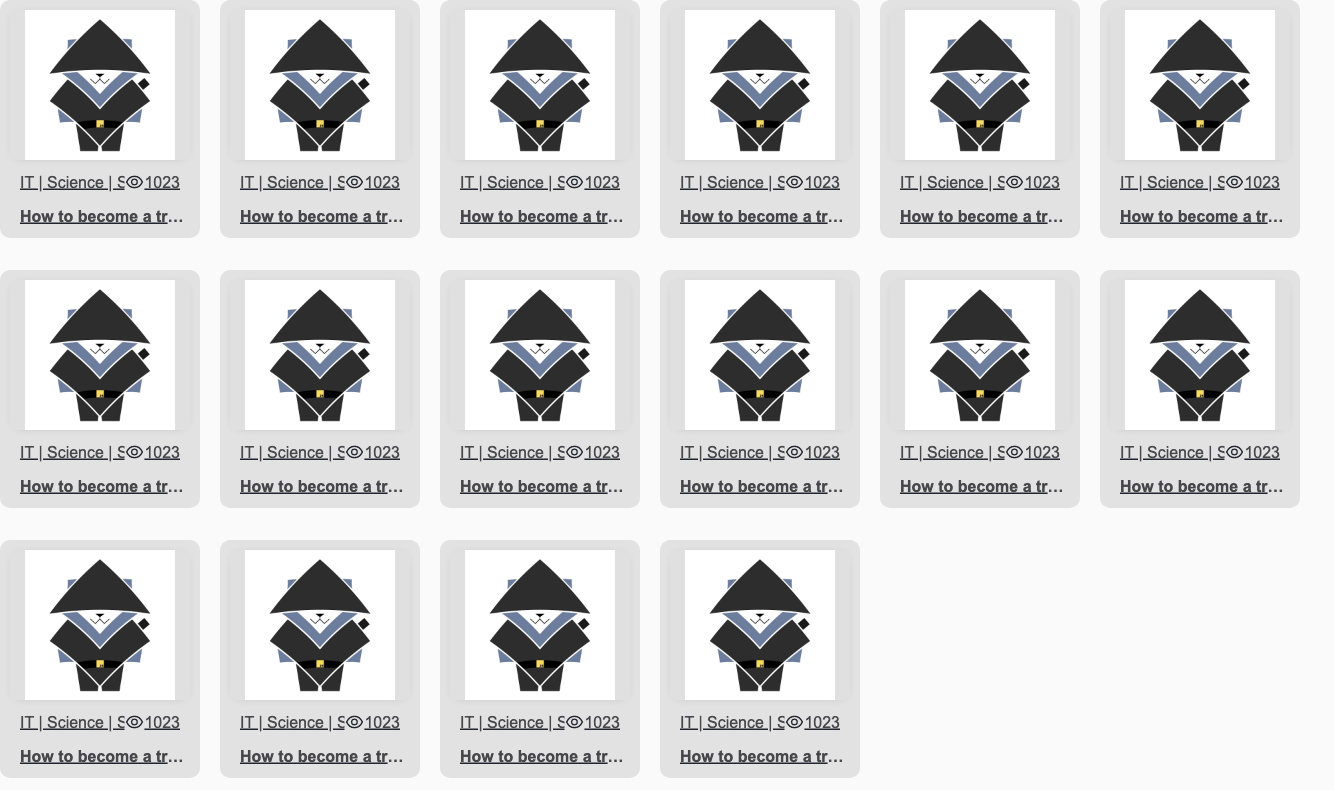 IT | Science | S 1023 IT | Science | S 1023 IT | Science | S 1023 IT | Science | S 1023 IT | Science | S 1023 IT | Science | S 1023
How to become a tr... How to become a tr... How to become a tr... How to become a tr... How to become a tr... How to become a tr...
IT | Science | S 1023 IT | Science | S 1023 IT | Science | S 1023 IT | Science | S 1023 IT | Science | S 1023 IT | Science | S 1023
How to become a tr... How to become a tr... How to become a tr... How to become a tr... How to become a tr... How to become a tr...
IT | Science | S 1023 IT | Science | S 1023 IT | Science | S 1023 IT | Science | S 1023
How to become a tr... How to become a tr... How to become a tr... How to become a tr...